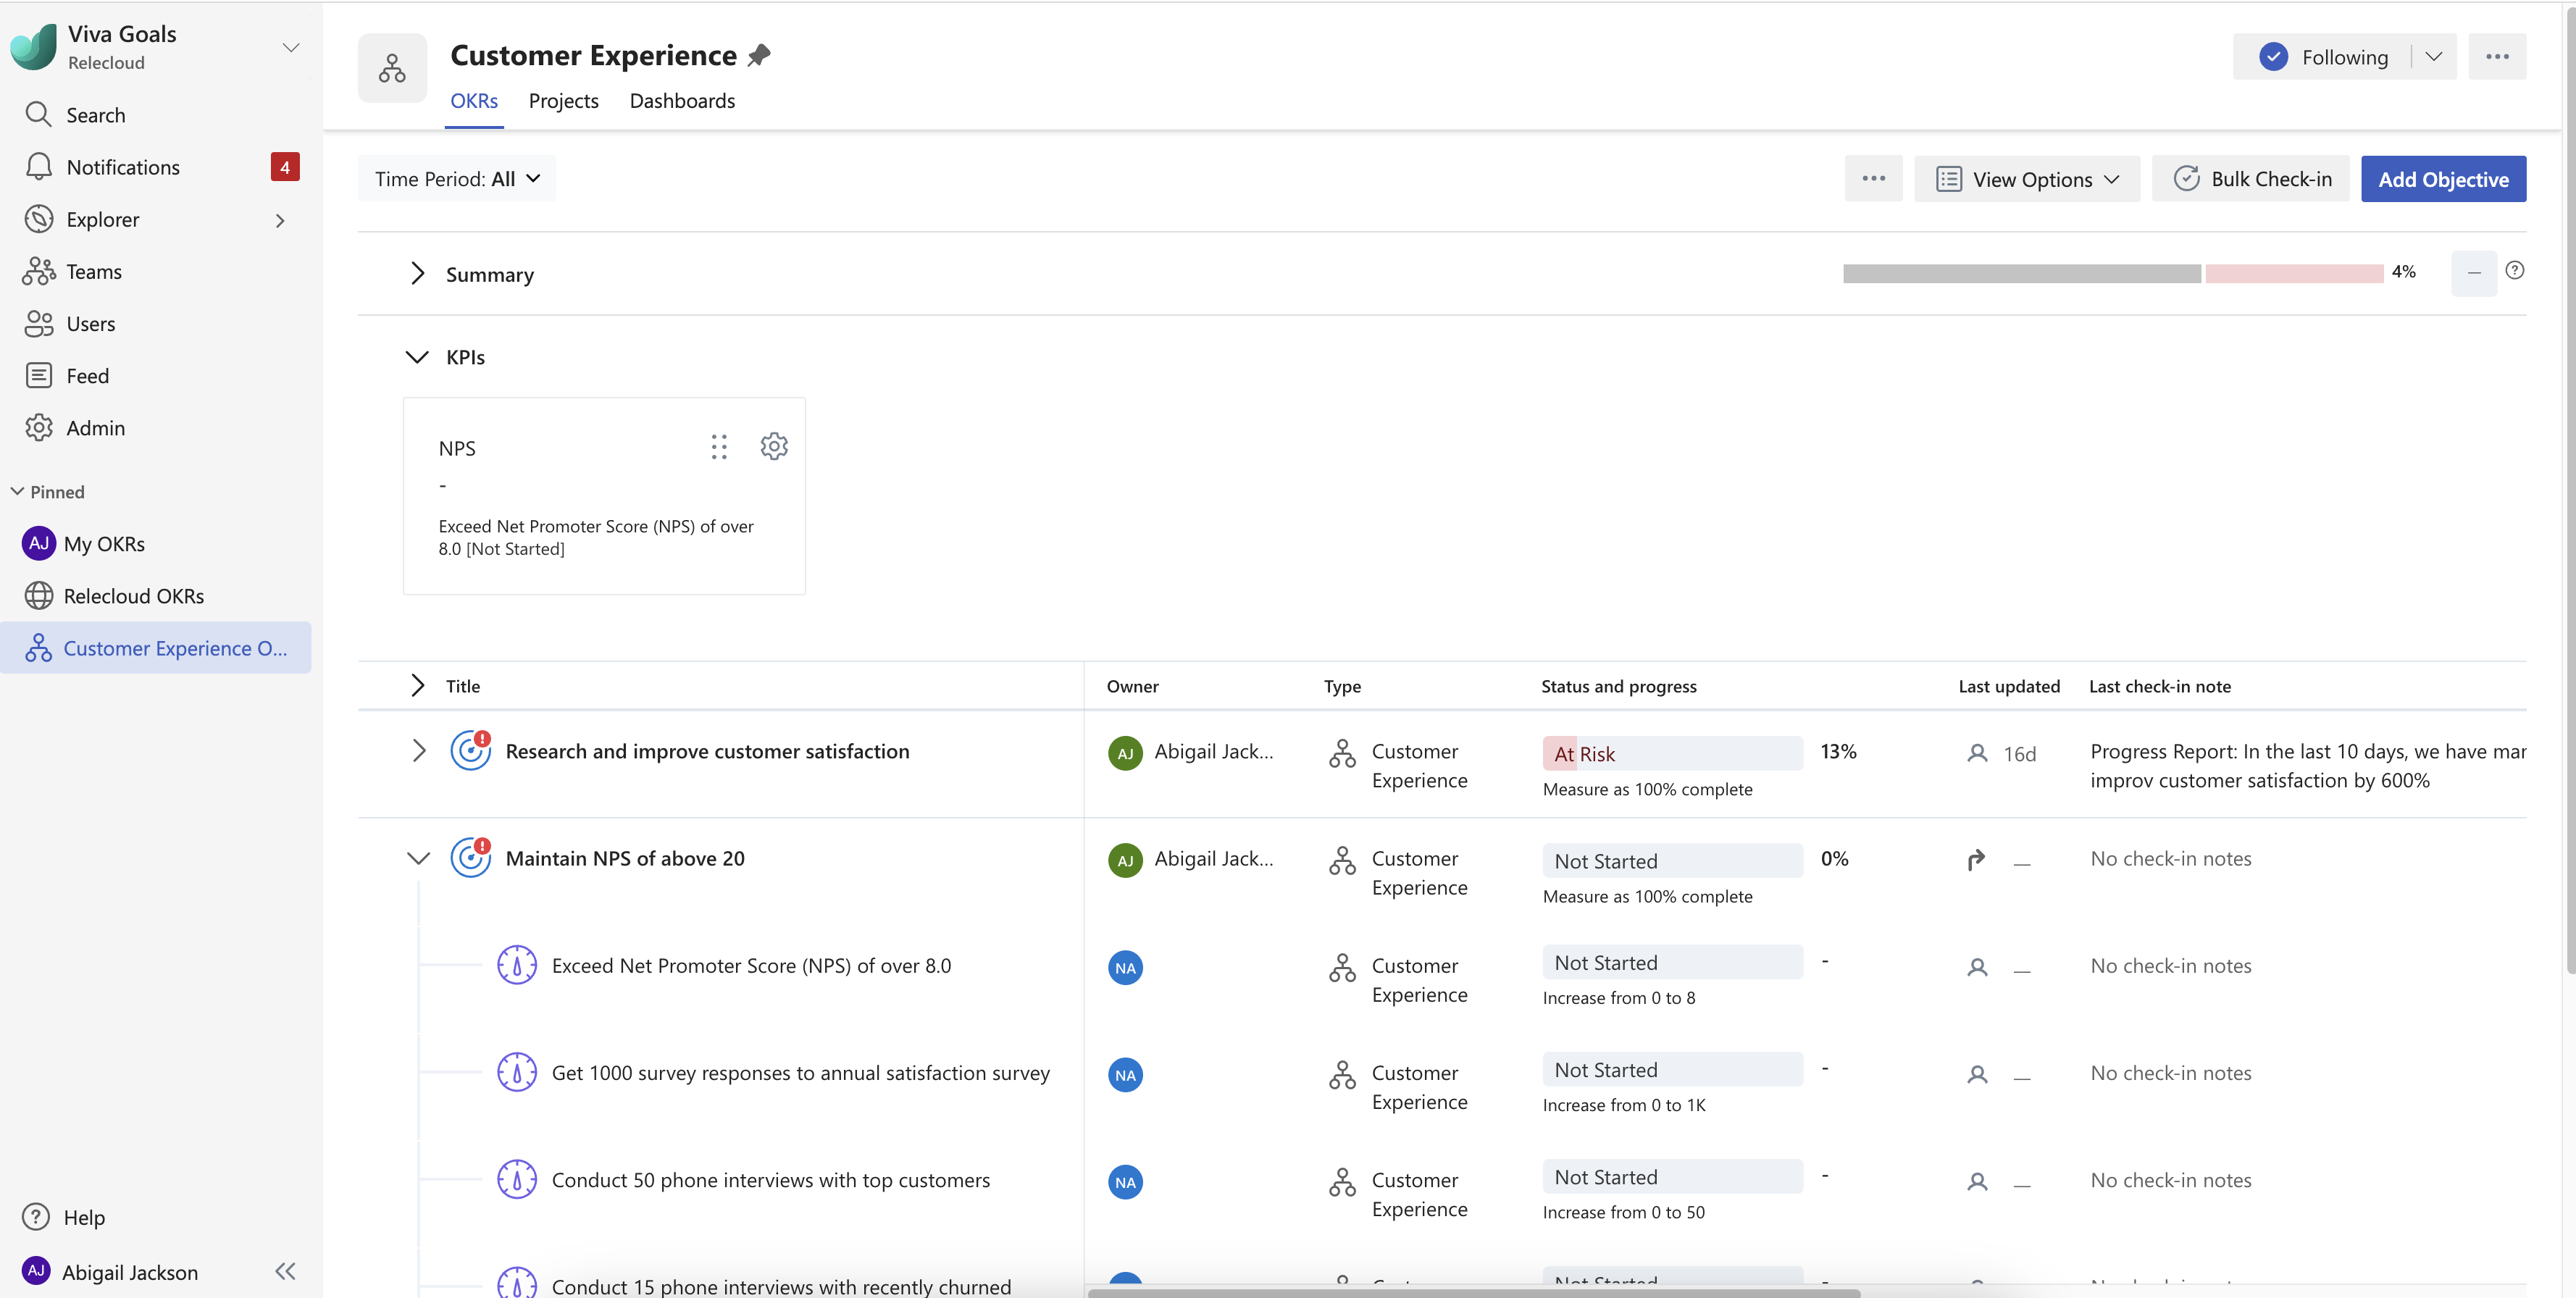 Viva Goals
Relecloud
Search
Notifications 4
Explorer
Teams
Users
Feed
Admin
Pinned
AJ My OKRs
Relecloud OKRs
Customer Experience O...
Help
AJ Abigail Jackson
Customer Experience
Following
OKRs Projects Dashboards
Time Period: All
View Options
Bulk Check-in
Add Objective
Summary 4%
KPIs
NPS
-
Exceed Net Promoter Score (NPS) of over
8.0 [Not Started]
Title Owner Type Status and progress Last updated Last check-in note
Research and improve customer satisfaction AJ Abigail Jack... Customer At Risk 13% 16d Progress Report: In the last 10 days, we have
Experience Measure as 100% complete improv customer satisfaction by 600%
Maintain NPS of above 20 AJ Abigail Jack... Customer Not Started 0% — No check-in notes
Experience Measure as 100% complete
Exceed Net Promoter Score (NPS) of over 8.0 NA Customer Not Started - — No check-in notes
Experience Increase from 0 to 8
Get 1000 survey responses to annual satisfaction survey NA Customer Not Started - — No check-in notes
Experience Increase from 0 to 1K
Conduct 50 phone interviews with top customers NA Customer Not Started - — No check-in notes
Experience Increase from 0 to 50
Conduct 15 phone interviews with recently churned